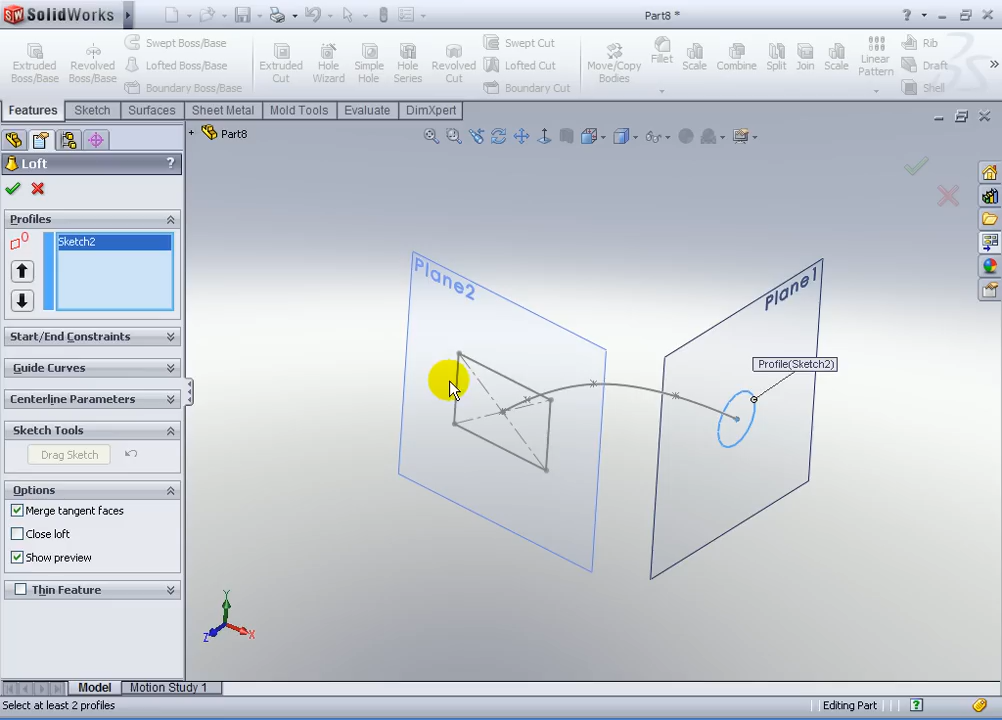 SolidWorks
Part8 *
?
Extruded Boss/Base
Revolved Boss/Base
Swept Boss/Base
Lofted Boss/Base
Boundary Boss/Base
Extruded Cut
Hole Wizard
Simple Hole
Hole Series
Revolved Cut
Swept Cut
Lofted Cut
Boundary Cut
Move/Copy Bodies
Fillet
Scale
Combine
Split
Join
Scale
Linear Pattern
Rib
Draft
Shell
Features
Sketch
Surfaces
Sheet Metal
Mold Tools
Evaluate
DimXpert
Part8
Loft
?
Profiles
Sketch2
Start/End Constraints
Guide Curves
Centerline Parameters
Sketch Tools
Drag Sketch
Options
Merge tangent faces
Close loft
Show preview
Thin Feature
Plane2
Plane1
Profile(Sketch2)
Y
Z
X
Model
Motion Study 1
Select at least 2 profiles
Editing Part
?